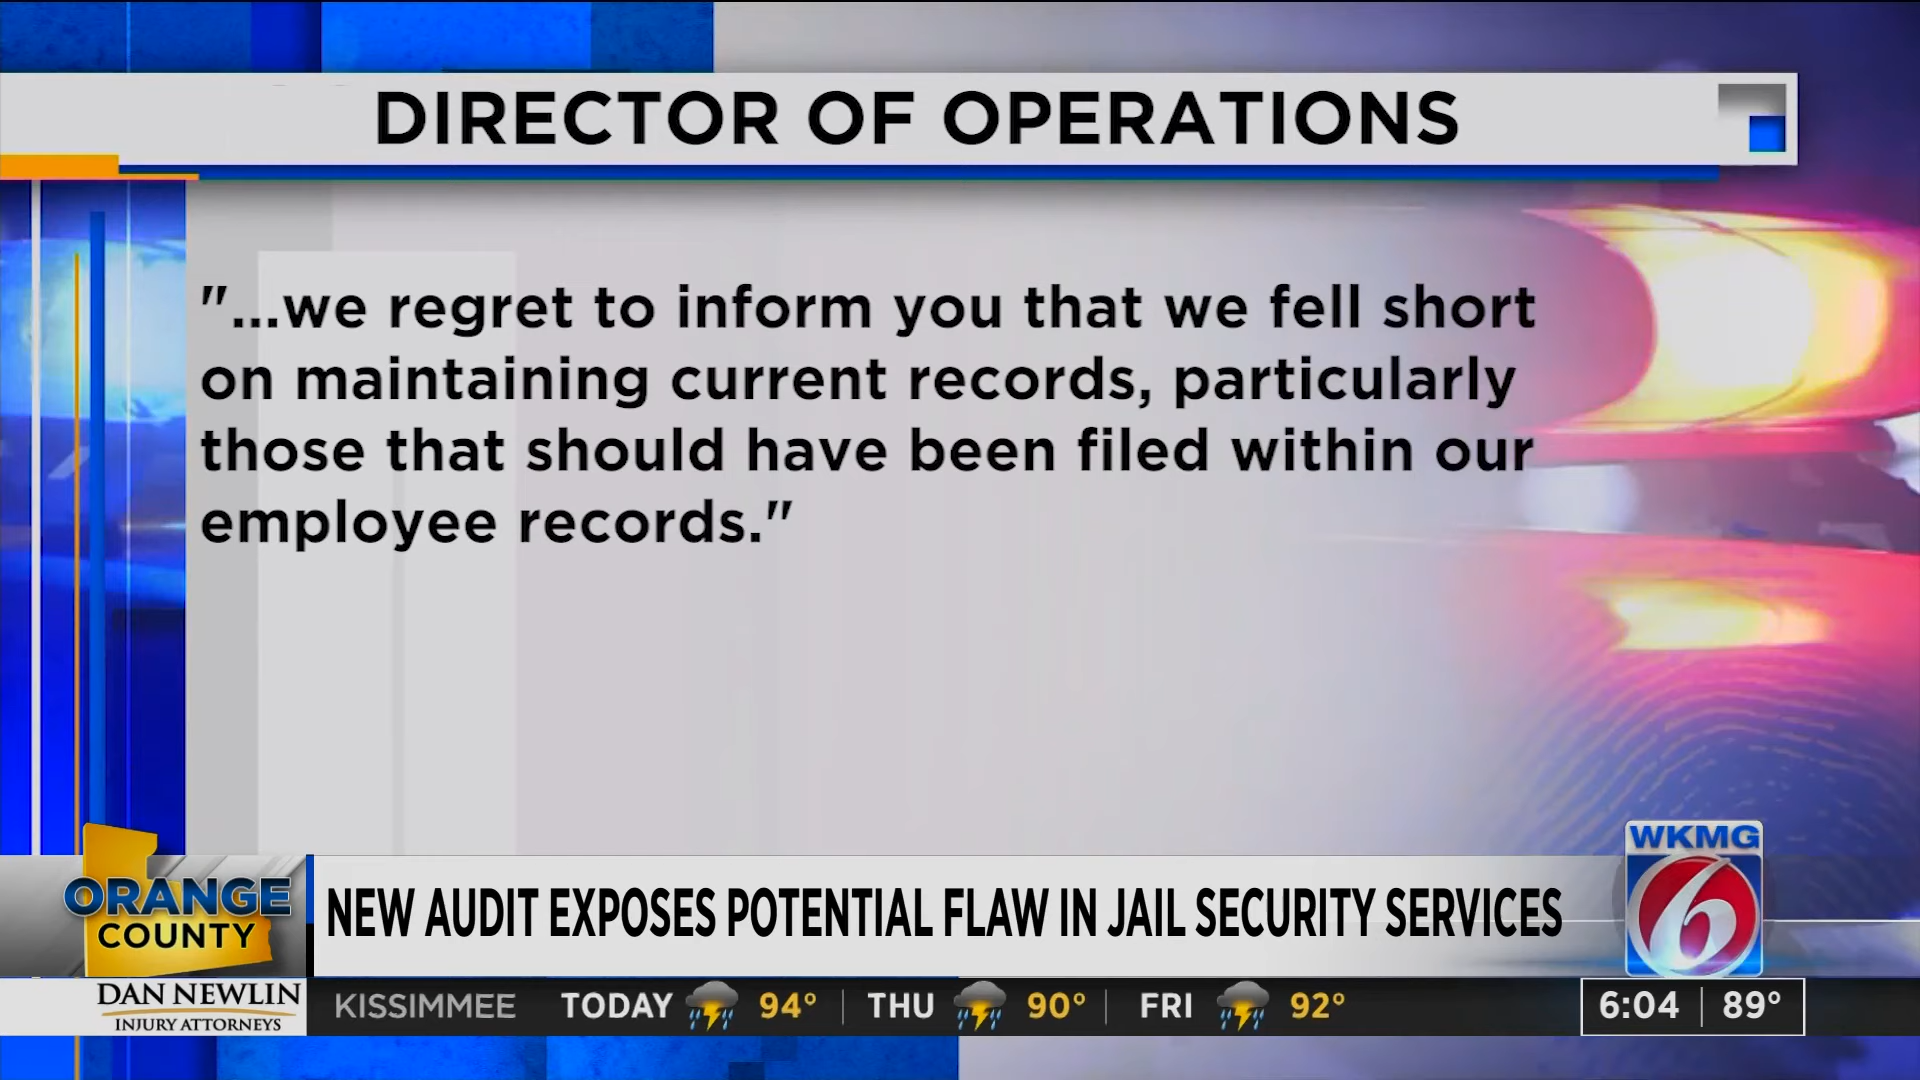 DIRECTOR OF OPERATIONS
"...we regret to inform you that we fell short
on maintaining current records, particularly
those that should have been filed within our
employee records."
ORANGE
COUNTY
NEW AUDIT EXPOSES POTENTIAL FLAW IN JAIL SECURITY SERVICES
WKMG
6
DAN NEWLIN
INJURY ATTORNEYS
KISSIMMEE TODAY 94° THU 90° FRI 92°
6:04 89°